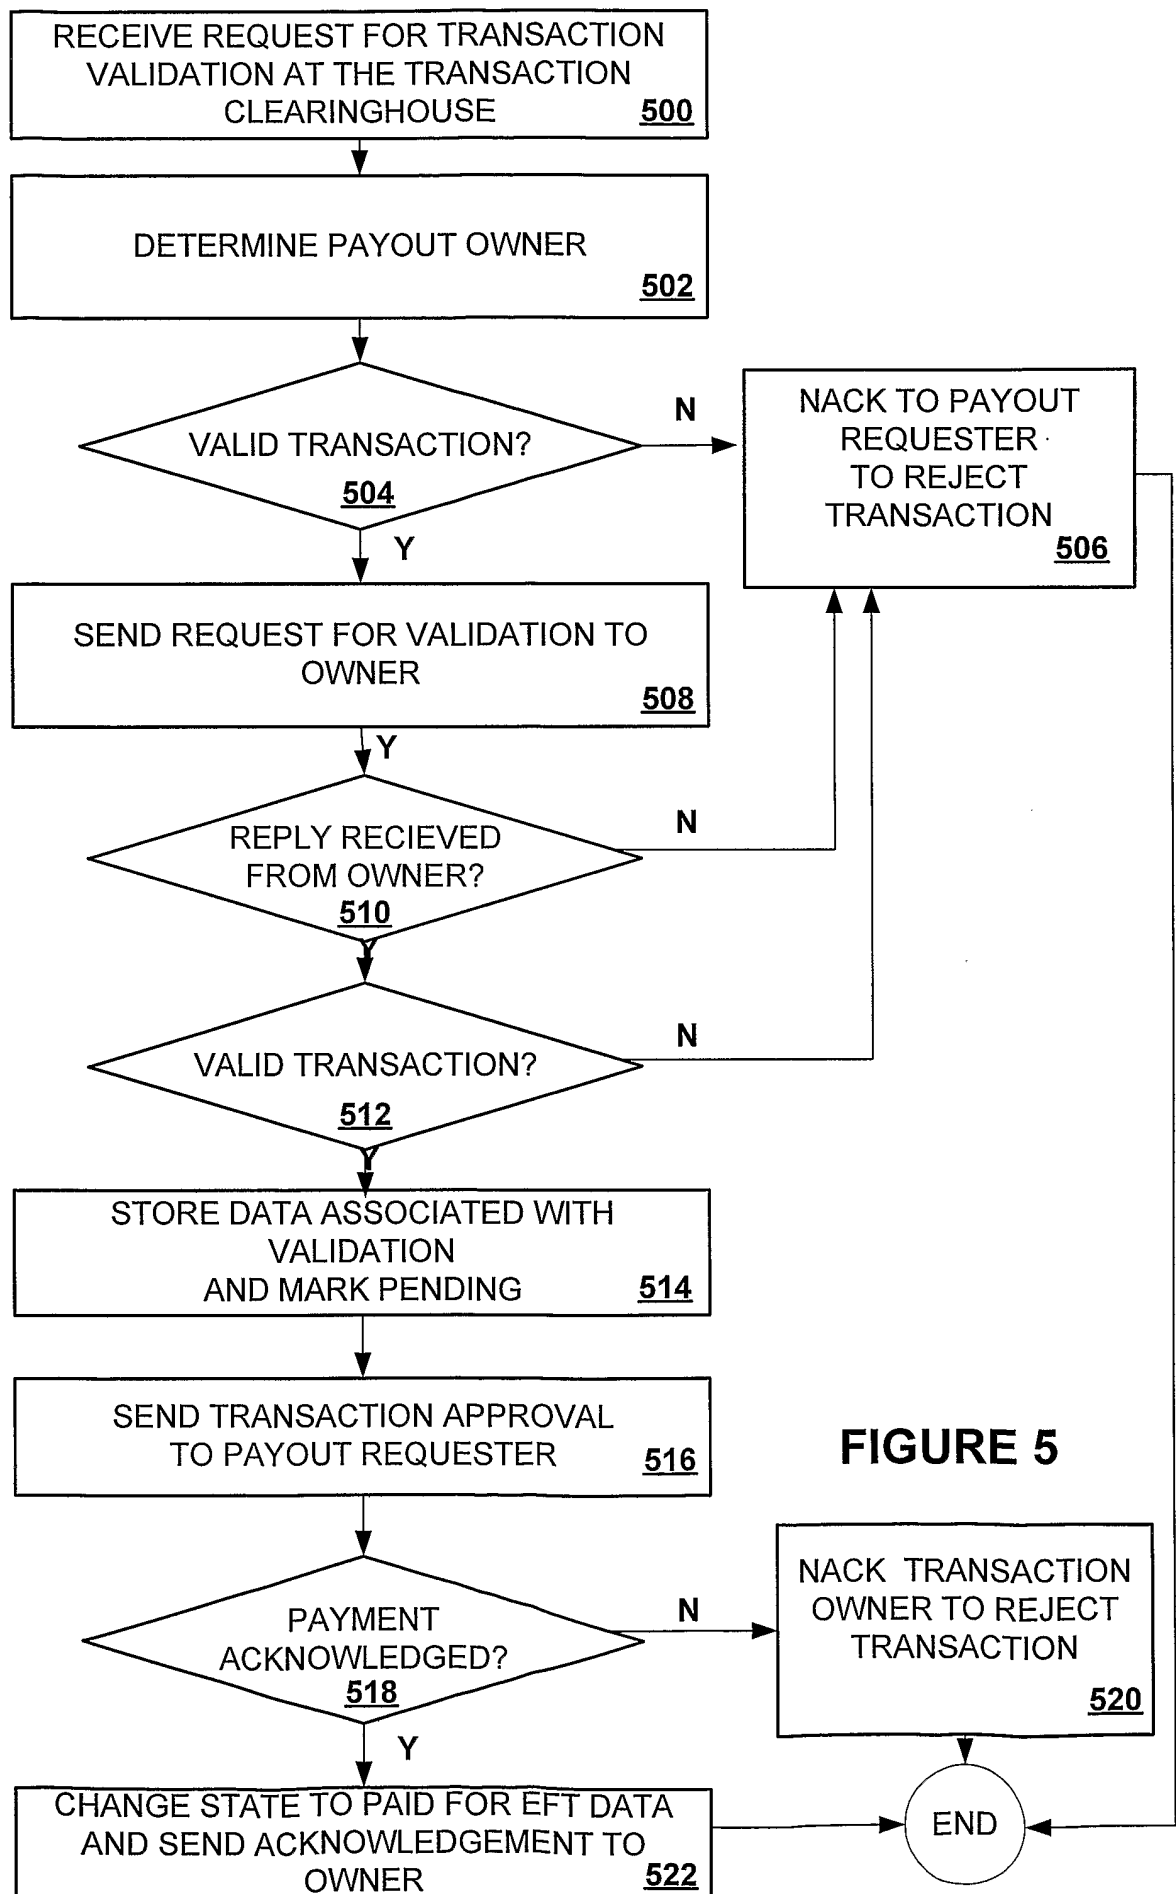 RECEIVE REQUEST FOR TRANSACTION
VALIDATION AT THE TRANSACTION
CLEARINGHOUSE
500
DETERMINE PAYOUT OWNER
502
VALID TRANSACTION?
504
N
Y
NACK TO PAYOUT
REQUESTER
TO REJECT
TRANSACTION
506
SEND REQUEST FOR VALIDATION TO
OWNER
508
Y
REPLY RECIEVED
FROM OWNER?
510
N
Y
VALID TRANSACTION?
512
N
Y
STORE DATA ASSOCIATED WITH
VALIDATION
AND MARK PENDING
514
SEND TRANSACTION APPROVAL
TO PAYOUT REQUESTER
516
FIGURE 5
PAYMENT
ACKNOWLEDGED?
518
N
Y
NACK TRANSACTION
OWNER TO REJECT
TRANSACTION
520
CHANGE STATE TO PAID FOR EFT DATA
AND SEND ACKNOWLEDGEMENT TO
OWNER
522
END